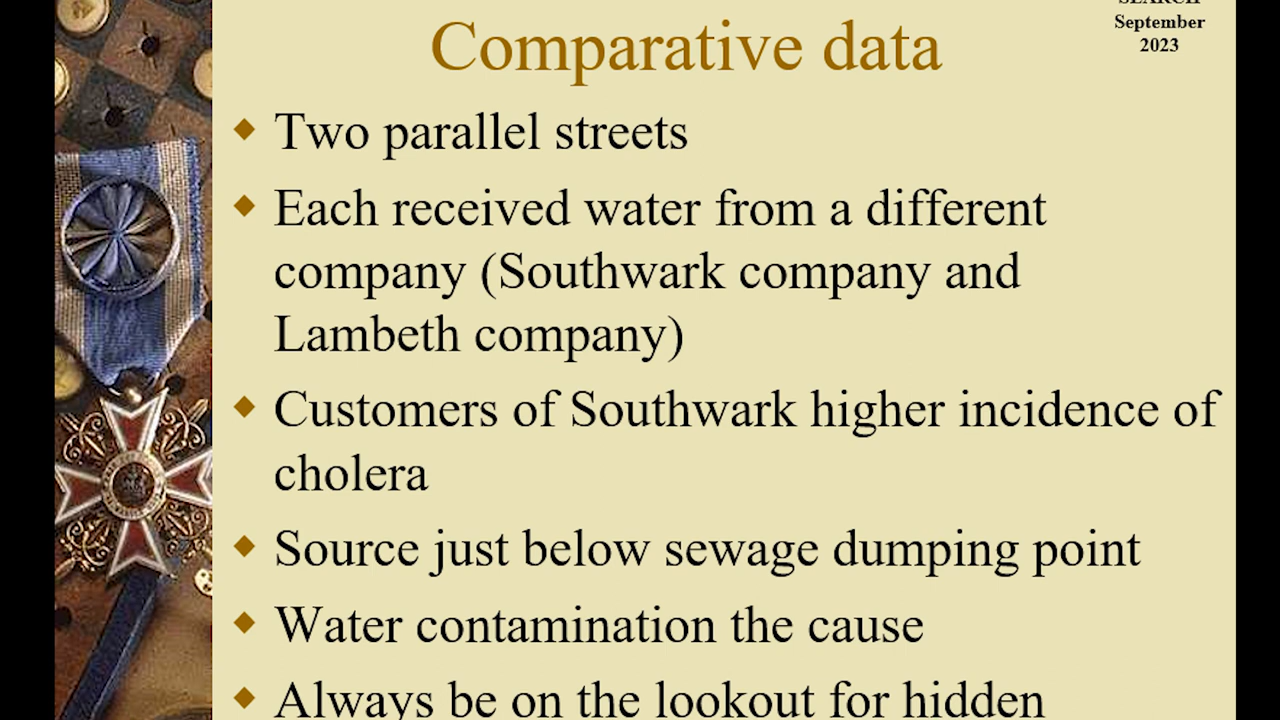 SEARCH
September
2023
Comparative data
Two parallel streets
Each received water from a different
company (Southwark company and
Lambeth company)
Customers of Southwark higher incidence of
cholera
Source just below sewage dumping point
Water contamination the cause
Always be on the lookout for hidden